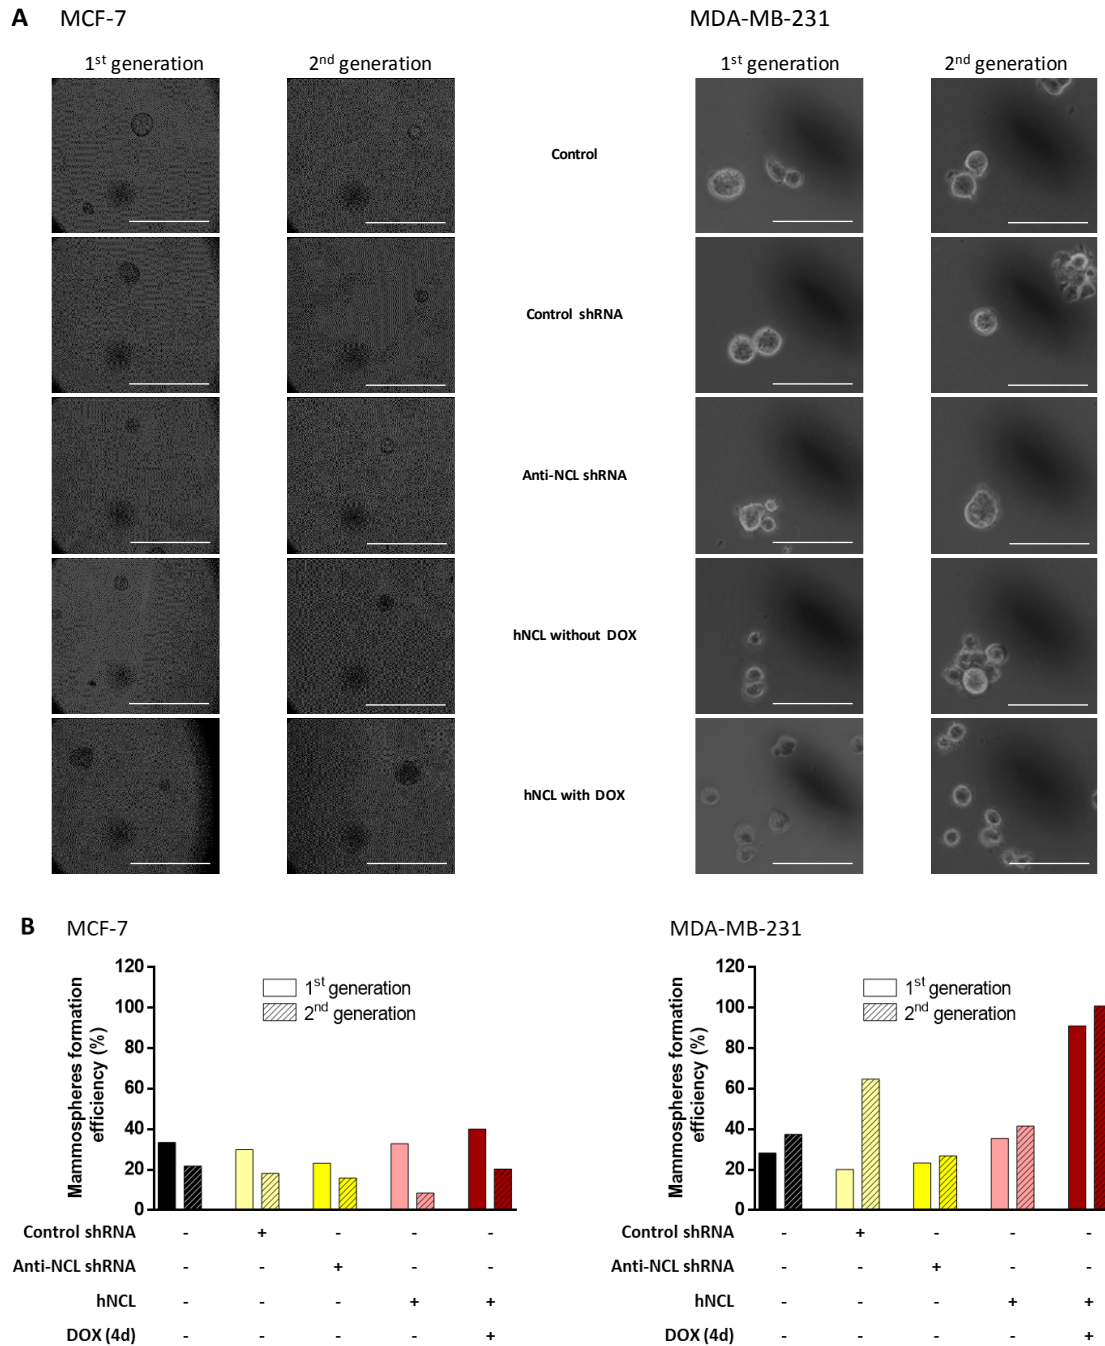 A MCF-7 MDA-MB-231
1st generation 2nd generation 1st generation 2nd generation
Control
Control shRNA
Anti-NCL shRNA
hNCL without DOX
hNCL with DOX
B MCF-7 MDA-MB-231
Mammospheres formation
efficiency (%)
120
100
80
60
40
20
0
1st generation
2nd generation
Control shRNA - + - - -
Anti-NCL shRNA - - + - -
hNCL - - - + +
DOX (4d) - - - - +
Mammospheres formation
efficiency (%)
120
100
80
60
40
20
0
1st generation
2nd generation
Control shRNA - + - - -
Anti-NCL shRNA - - + - -
hNCL - - - + +
DOX (4d) - - - - +